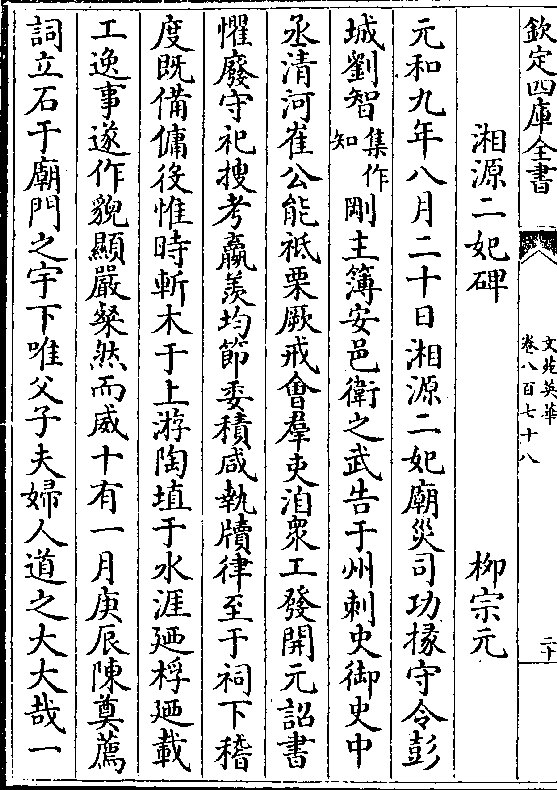 欽定四庫全書
文苑英華
卷八百七十八
二十
湘源二妃碑
柳宗元
元和九年八月二十日湘源二妃廟災司功掾守令彭
城劉智集作知剛主簿安邑衛之武告于州刺史御史中
丞清河崔公能祗栗厥戒會羣吏洎衆工發開元詔書
懼廢守祀搜考羸羨均節委積咸執牘律至于祠下稽
度既備傭役惟時斬木于上游陶埴于水涯廼桴廼載
工逸事遂作貌顯嚴粲然而威十有一月庚辰陳奠薦
詞立石于廟門之宇下唯父子夫婦人道之大大哉一